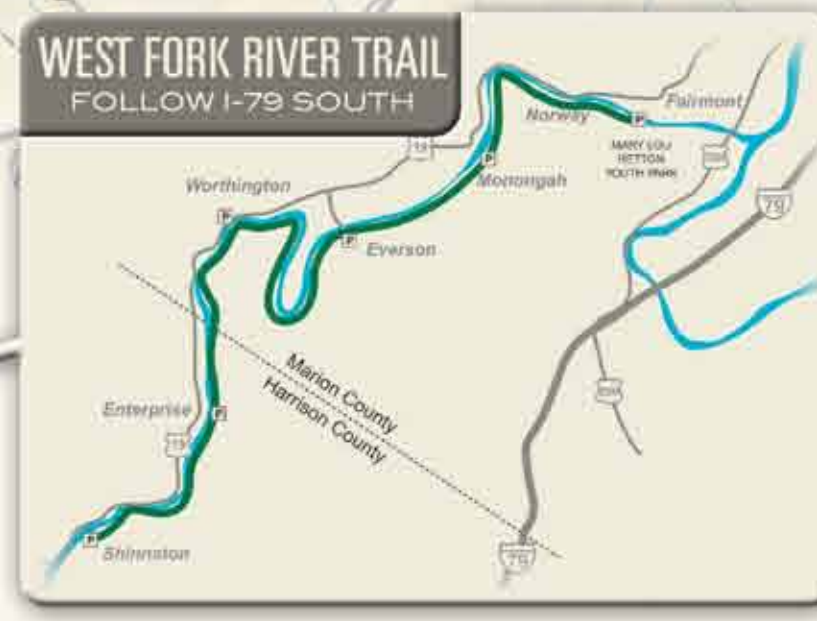 WEST FORK RIVER TRAIL
FOLLOW I-79 SOUTH
Fairmont
Norway
P
MARY LOU
RETTON
YOUTH PARK
19
P
Monongah
Worthington
P
79
P
Everson
Marion County
Harrison County
Enterprise
P
19
P
Shinnston
79